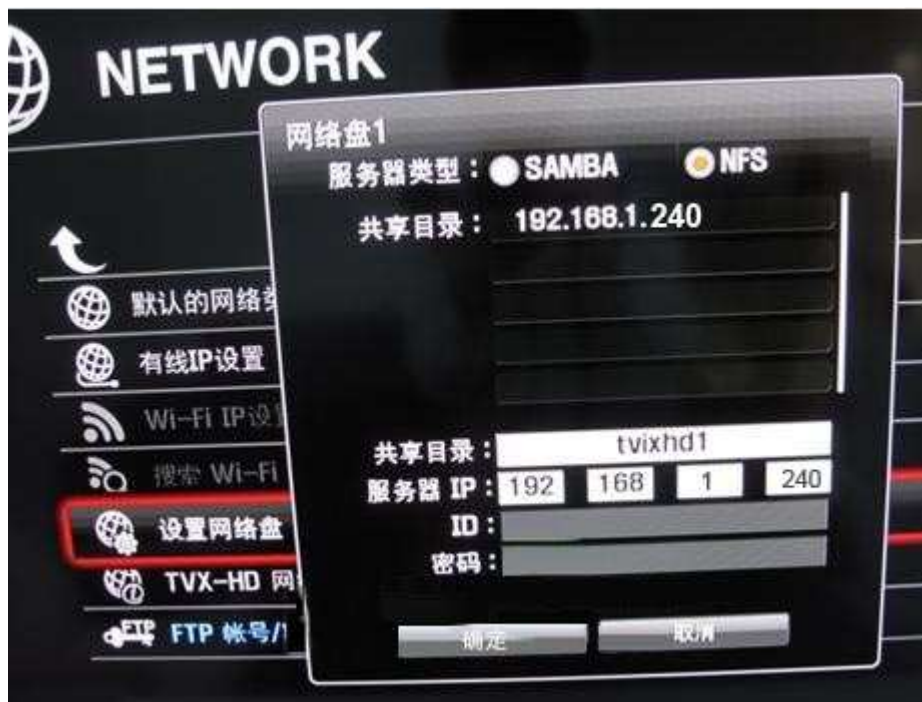 NETWORK
网络盘1
服务器类型： SAMBA NFS
共享目录： 192.168.1.240
默认的网络类
有线IP设置
Wi-Fi IP设
搜索 Wi-Fi
设置网络盘
TVX-HD 网
FTP FTP 帐号/
共享目录： tvixhd1
服务器 IP： 192 168 1 240
ID：
密码：
确定 取消